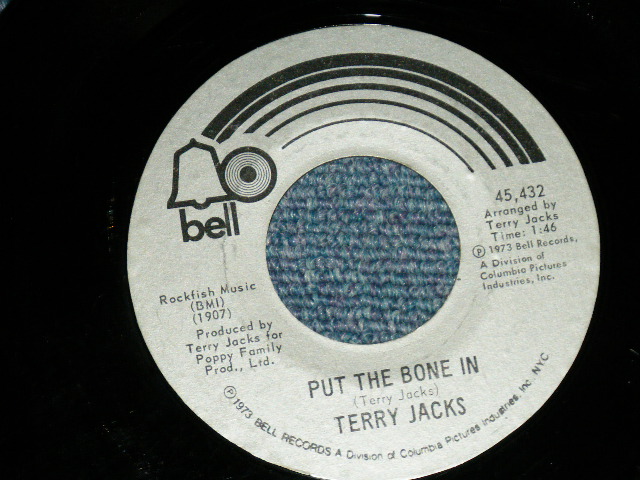 bell
45,432
Arranged by
Terry Jacks
Time: 1:46
Ⓟ 1973 Bell Records,
A Division of
Columbia Pictures
Industries, Inc.
Rockfish Music
(BMI)
(1907)
Produced by
Terry Jacks for
Poppy Family
Prod., Ltd.
PUT THE BONE IN
(Terry Jacks)
TERRY JACKS
Ⓟ1973 BELL RECORDS A Division of Columbia Pictures Industries, Inc. NYC